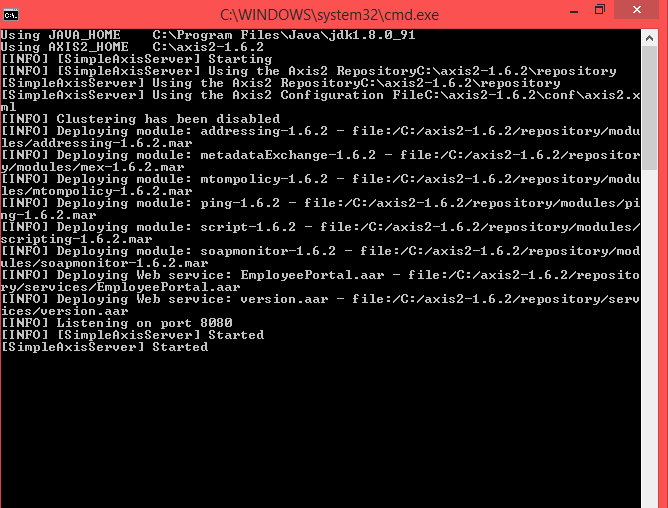 C:\WINDOWS\system32\cmd.exe
Using JAVA_HOME    C:\Program Files\Java\jdk1.8.0_91
Using AXIS2_HOME   C:\axis2-1.6.2
[INFO] [SimpleAxisServer] Starting
[INFO] [SimpleAxisServer] Using the Axis2 RepositoryC:\axis2-1.6.2\repository
[SimpleAxisServer] Using the Axis2 RepositoryC:\axis2-1.6.2\repository
[SimpleAxisServer] Using the Axis2 Configuration FileC:\axis2-1.6.2\conf\axis2.x
ml
[INFO] Clustering has been disabled
[INFO] Deploying module: addressing-1.6.2 - file:/C:/axis2-1.6.2/repository/modu
les/addressing-1.6.2.mar
[INFO] Deploying module: metadataExchange-1.6.2 - file:/C:/axis2-1.6.2/repositor
y/modules/mex-1.6.2.mar
[INFO] Deploying module: mtompolicy-1.6.2 - file:/C:/axis2-1.6.2/repository/modu
les/mtompolicy-1.6.2.mar
[INFO] Deploying module: ping-1.6.2 - file:/C:/axis2-1.6.2/repository/modules/pi
ng-1.6.2.mar
[INFO] Deploying module: script-1.6.2 - file:/C:/axis2-1.6.2/repository/modules/
scripting-1.6.2.mar
[INFO] Deploying module: soapmonitor-1.6.2 - file:/C:/axis2-1.6.2/repository/mod
ules/soapmonitor-1.6.2.mar
[INFO] Deploying Web service: EmployeePortal.aar - file:/C:/axis2-1.6.2/reposito
ry/services/EmployeePortal.aar
[INFO] Deploying Web service: version.aar - file:/C:/axis2-1.6.2/repository/serv
ices/version.aar
[INFO] Listening on port 8080
[INFO] [SimpleAxisServer] Started
[SimpleAxisServer] Started